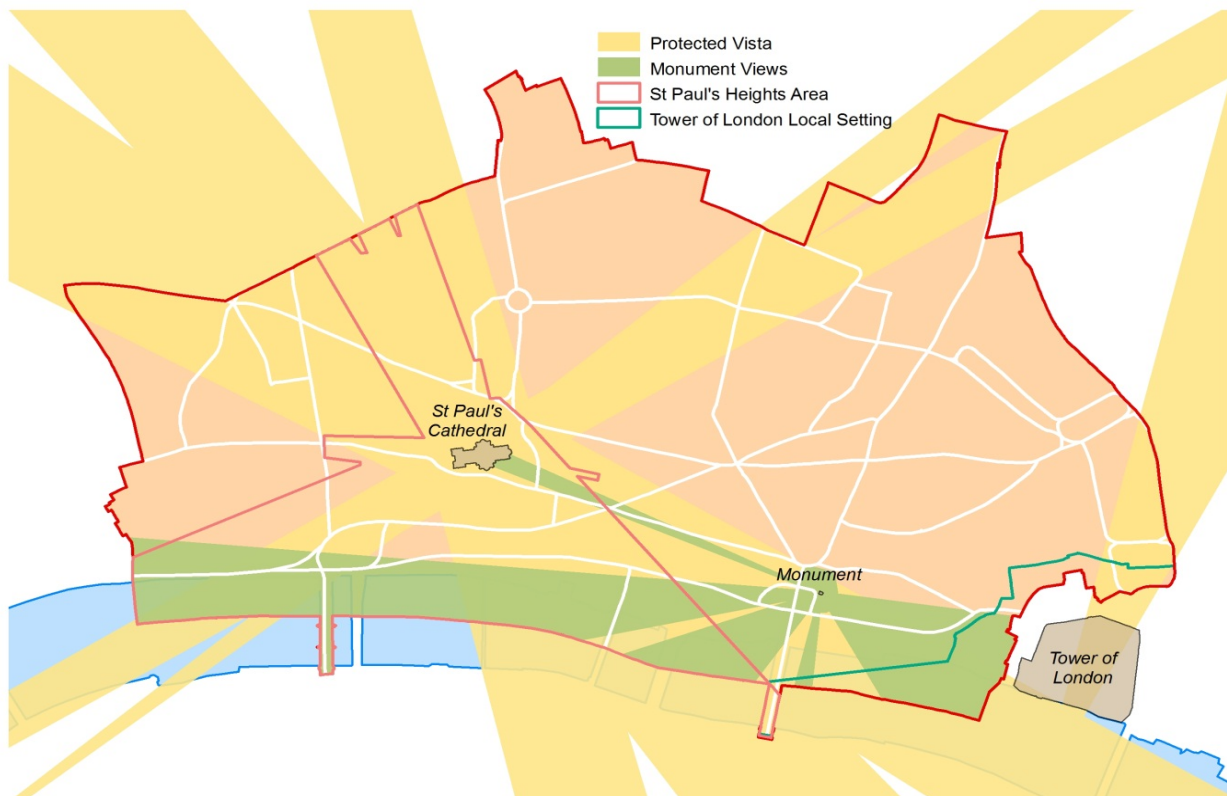 Protected Vista
Monument Views
St Paul's Heights Area
Tower of London Local Setting
St Paul's
Cathedral
Monument
Tower of
London